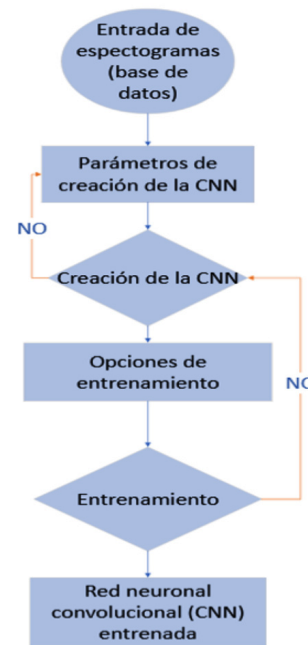 Entrada de
espectogramas
(base de
datos)
Parámetros de
creación de la CNN
NO
Creación de la CNN
Opciones de
entrenamiento
NO
Entrenamiento
Red neuronal
convolucional (CNN)
entrenada